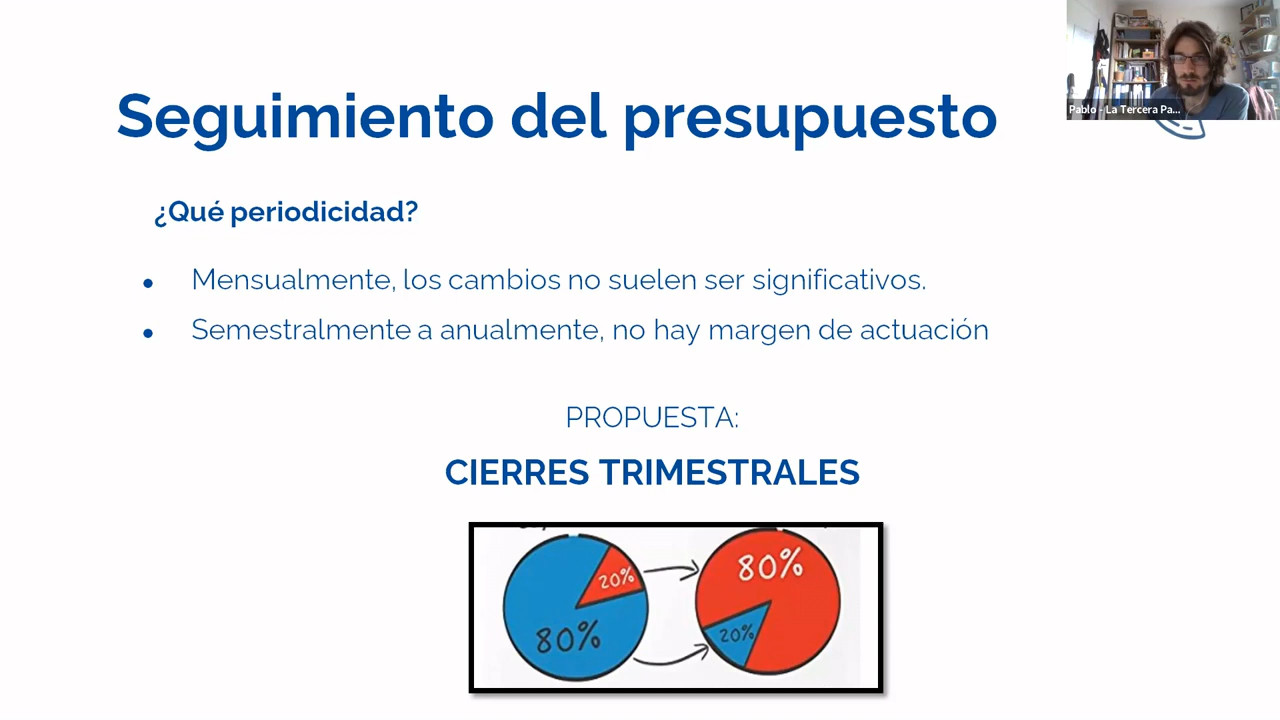 Pablo - La Tercera Pa...
Seguimiento del presupuesto
¿Qué periodicidad?
Mensualmente, los cambios no suelen ser significativos.
Semestralmente a anualmente, no hay margen de actuación
PROPUESTA:
CIERRES TRIMESTRALES
20%
80%
80%
20%